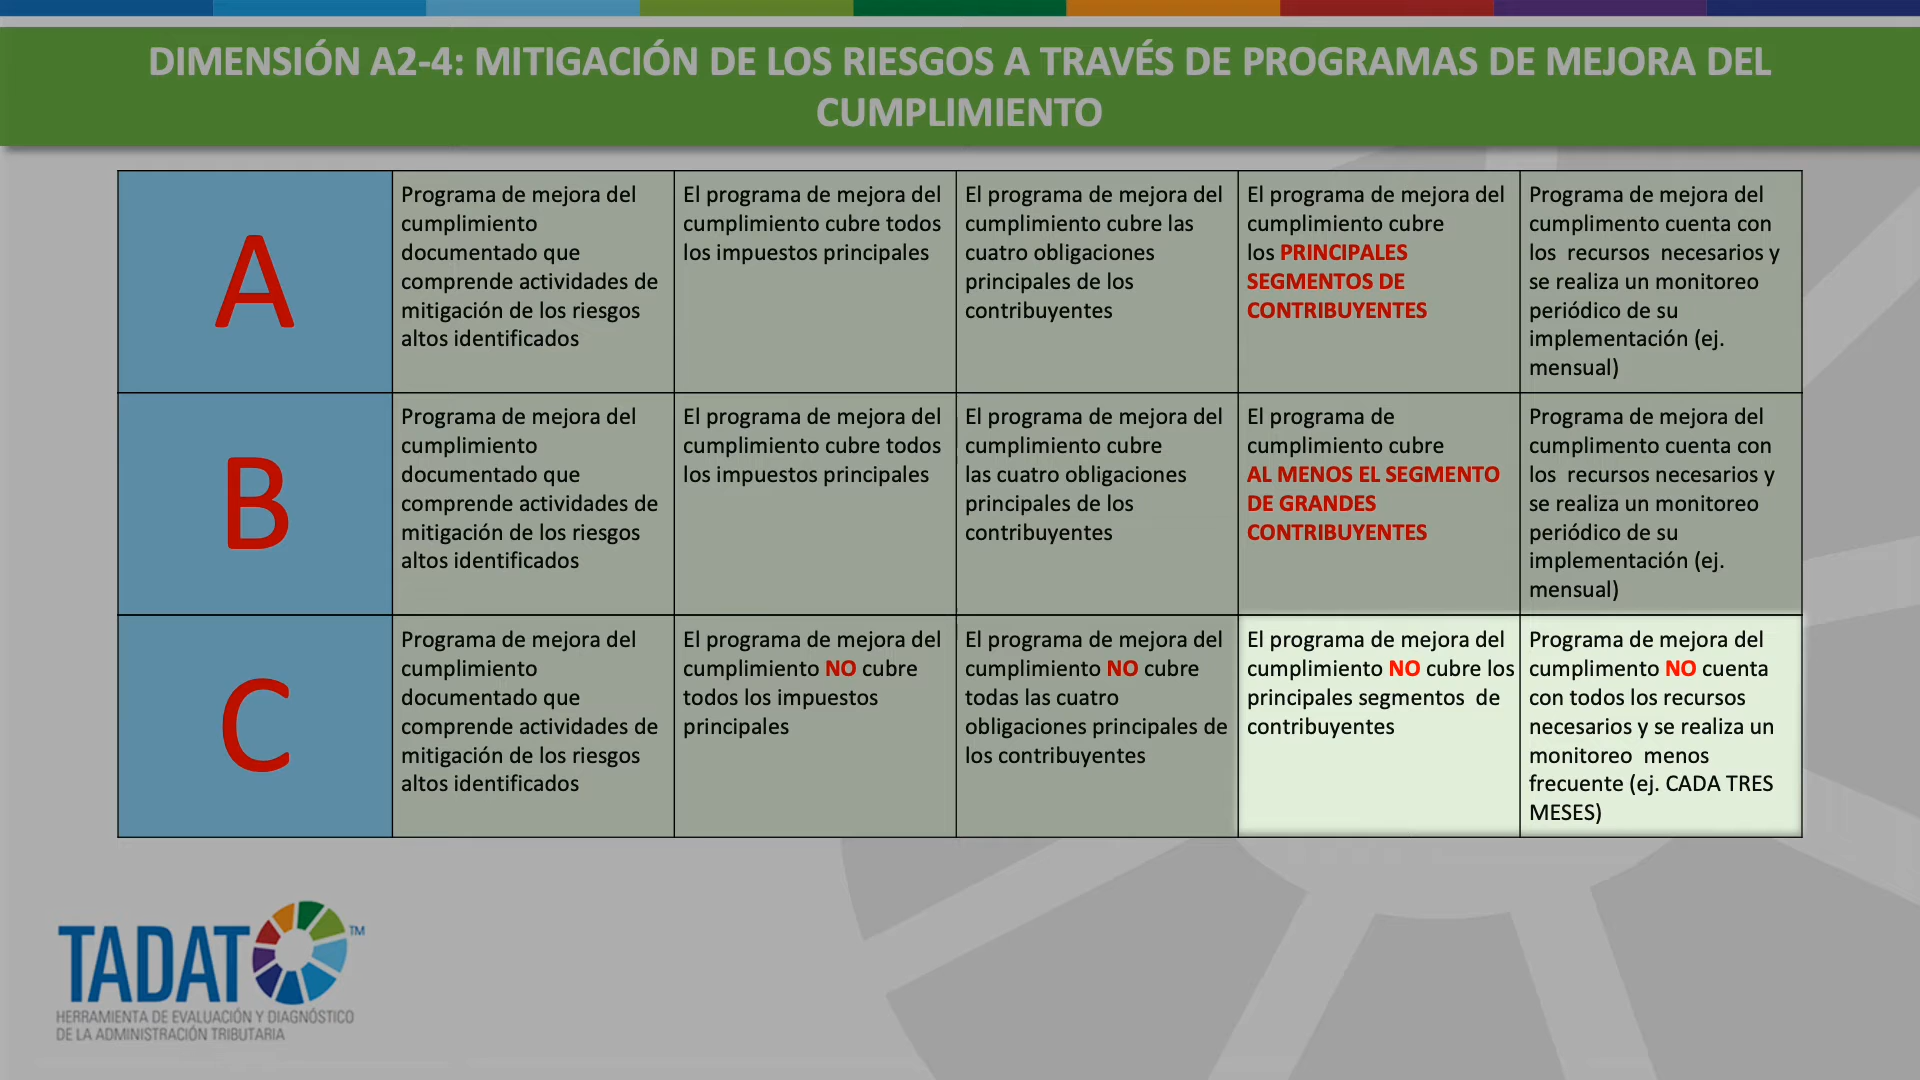 DIMENSIÓN A2-4: MITIGACIÓN DE LOS RIESGOS A TRAVÉS DE PROGRAMAS DE MEJORA DEL
CUMPLIMIENTO
A
Programa de mejora del
cumplimiento
documentado que
comprende actividades de
mitigación de los riesgos
altos identificados
El programa de mejora del
cumplimiento cubre todos
los impuestos principales
El programa de mejora del
cumplimiento cubre las
cuatro obligaciones
principales de los
contribuyentes
El programa de mejora del
cumplimiento cubre
los PRINCIPALES
SEGMENTOS DE
CONTRIBUYENTES
Programa de mejora del
cumplimento cuenta con
los recursos necesarios y
se realiza un monitoreo
periódico de su
implementación (ej.
mensual)
B
Programa de mejora del
cumplimiento
documentado que
comprende actividades de
mitigación de los riesgos
altos identificados
El programa de mejora del
cumplimiento cubre todos
los impuestos principales
El programa de mejora del
cumplimiento cubre
las cuatro obligaciones
principales de los
contribuyentes
El programa de
cumplimiento cubre
AL MENOS EL SEGMENTO
DE GRANDES
CONTRIBUYENTES
Programa de mejora del
cumplimento cuenta con
los recursos necesarios y
se realiza un monitoreo
periódico de su
implementación (ej.
mensual)
C
Programa de mejora del
cumplimiento
documentado que
comprende actividades de
mitigación de los riesgos
altos identificados
El programa de mejora del
cumplimiento NO cubre
todos los impuestos
principales
El programa de mejora del
cumplimiento NO cubre
todas las cuatro
obligaciones principales de
los contribuyentes
El programa de mejora del
cumplimiento NO cubre los
principales segmentos de
contribuyentes
Programa de mejora del
cumplimento NO cuenta
con todos los recursos
necesarios y se realiza un
monitoreo menos
frecuente (ej. CADA TRES
MESES)
TADAT TM
HERRAMIENTA DE EVALUACIÓN Y DIAGNÓSTICO
DE LA ADMINISTRACIÓN TRIBUTARIA